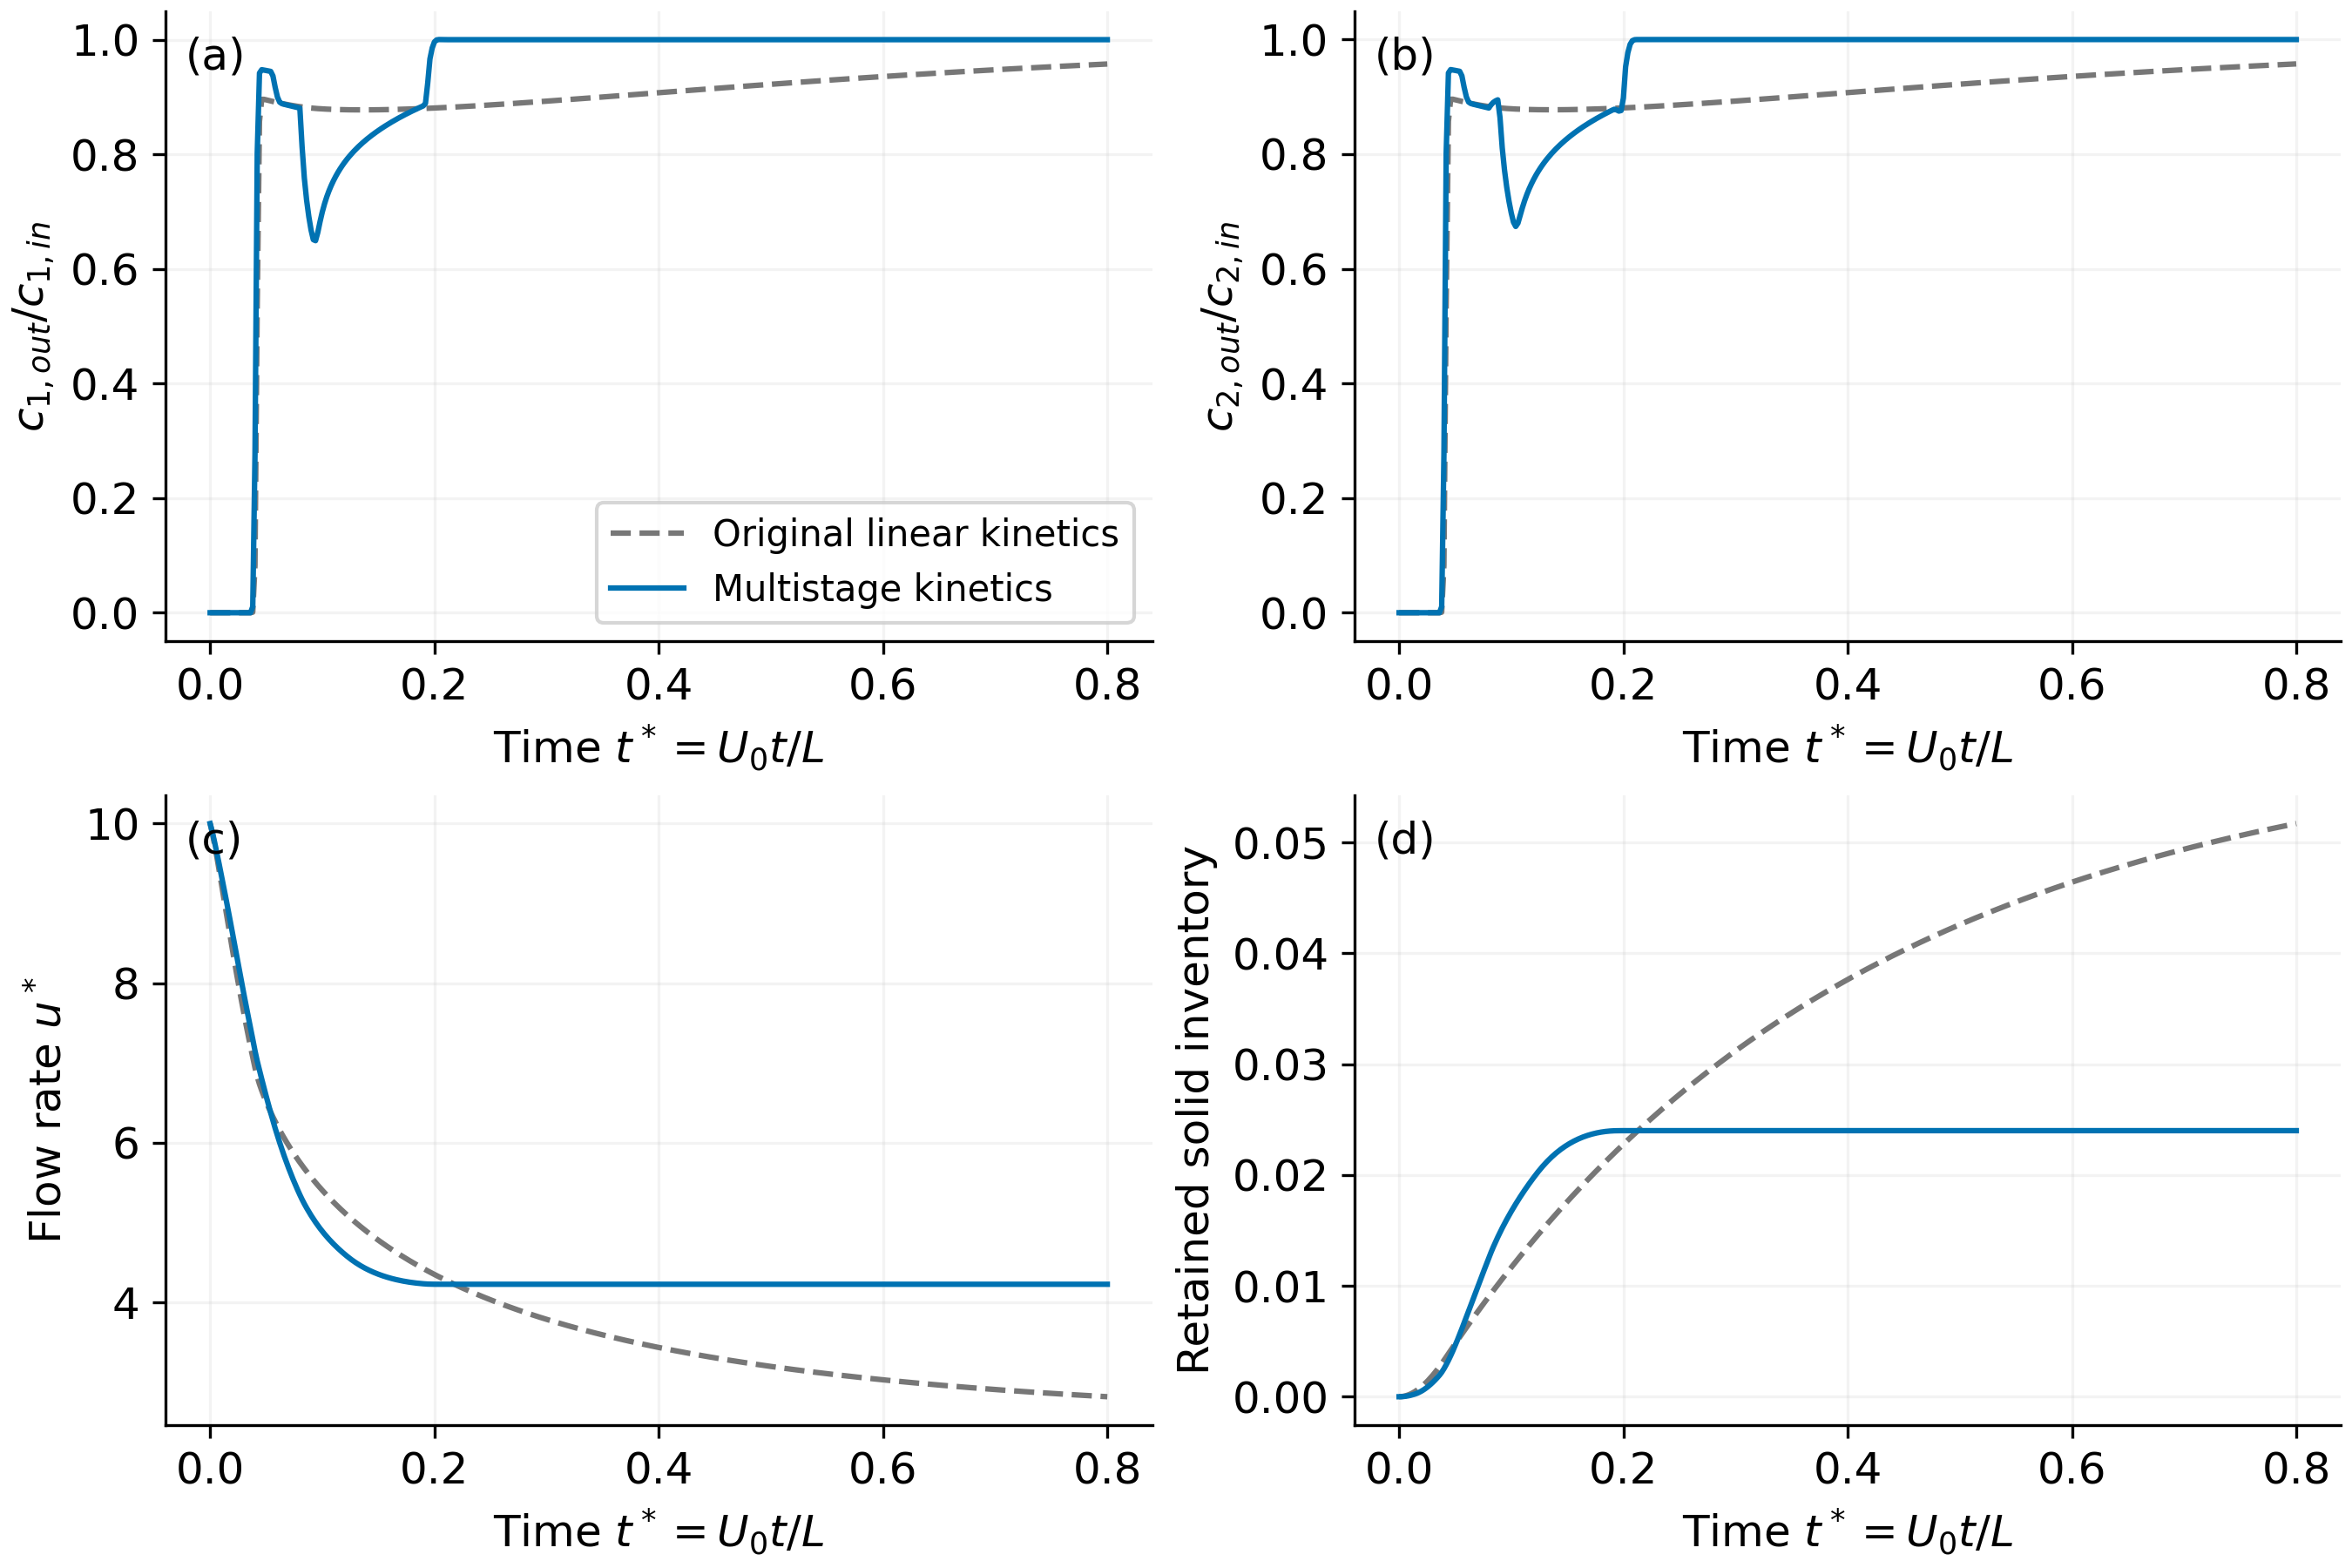 (a)
1.0
0.8
0.6
0.4
0.2
0.0
c1,out/c1,in
Original linear kinetics
Multistage kinetics
0.0 0.2 0.4 0.6 0.8
Time t* = U0t/L
(b)
1.0
0.8
0.6
0.4
0.2
0.0
c2,out/c2,in
0.0 0.2 0.4 0.6 0.8
Time t* = U0t/L
(c)
10
8
6
4
Flow rate u*
0.0 0.2 0.4 0.6 0.8
Time t* = U0t/L
(d)
0.05
0.04
0.03
0.02
0.01
0.00
Retained solid inventory
0.0 0.2 0.4 0.6 0.8
Time t* = U0t/L